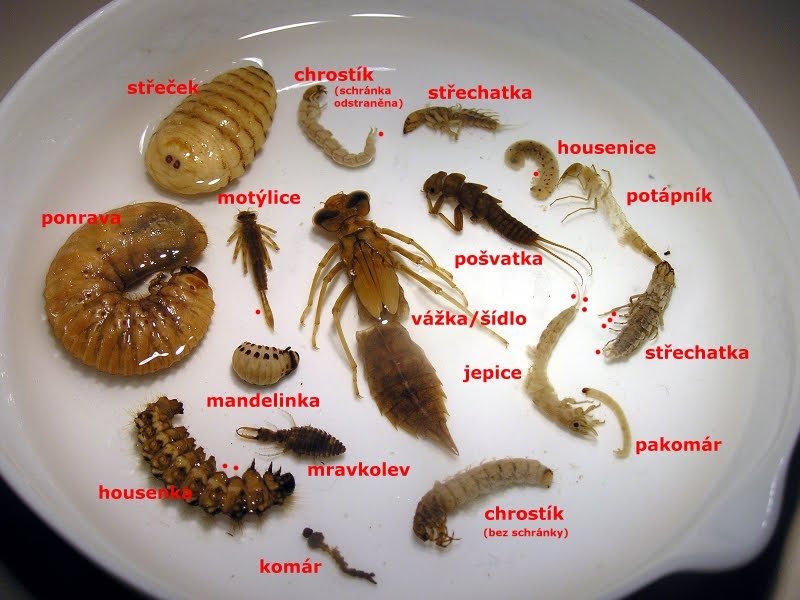 chrostík
(schránka
odstraněna)
střeček
střechatka
housenice
motýlice
potápník
ponrava
pošvatka
vážka/šídlo
střechatka
jepice
mandelinka
pakomár
mravkolev
housenka
chrostík
(bez schránky)
komár